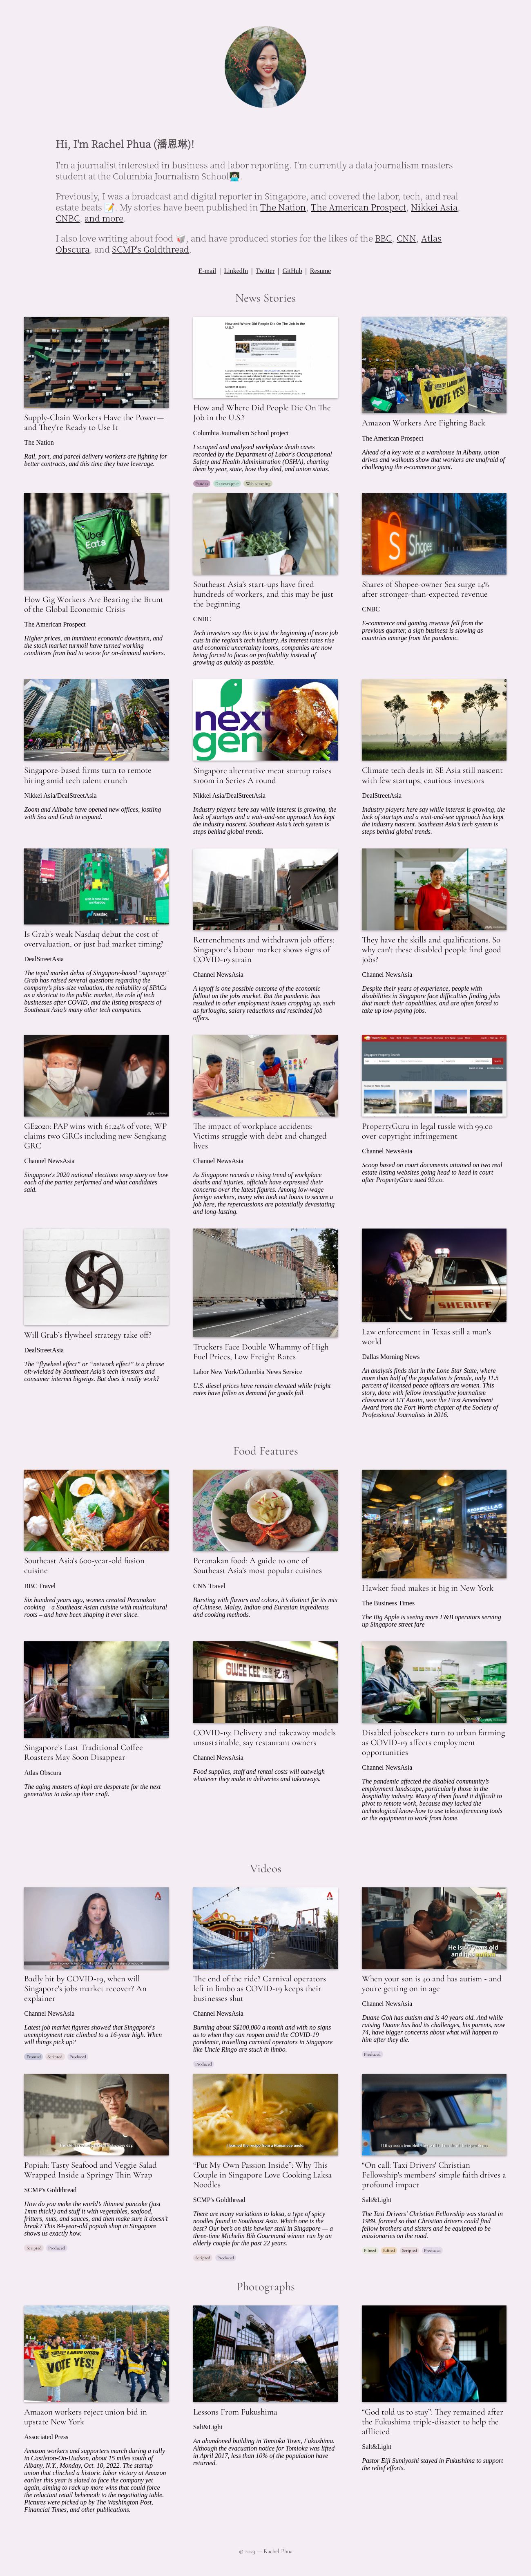 Hi, I'm Rachel Phua (潘恩琳)!
I'm a journalist interested in business and labor reporting. I'm currently a data journalism masters
student at the Columbia Journalism School👩🏻‍💻.
Previously, I was a broadcast and digital reporter in Singapore, and covered the labor, tech, and real
estate beats 📝. My stories have been published in The Nation, The American Prospect, Nikkei Asia,
CNBC, and more.
I also love writing about food 🥡, and have produced stories for the likes of the BBC, CNN, Atlas
Obscura, and SCMP's Goldthread.
E-mail | LinkedIn | Twitter | GitHub | Resume
News Stories
Supply-Chain Workers Have the Power—
and They're Ready to Use It
The Nation
Rail, port, and parcel delivery workers are fighting for
better contracts, and this time they have leverage.
How and Where Did People Die On The Job In the
U.S.?
How and Where Did People Die On The
Job in the U.S.?
Columbia Journalism School project
I scraped and analyzed workplace death cases
recorded by the Department of Labor's Occupational
Safety and Health Administration (OSHA), charting
them by year, state, how they died, and union status.
Pandas Datawrapper Web scraping
VOTE YES!
Amazon Workers Are Fighting Back
The American Prospect
Ahead of a key vote at a warehouse in Albany, union
drives and walkouts show that workers are unafraid of
challenging the e-commerce giant.
Uber
Eats
How Gig Workers Are Bearing the Brunt
of the Global Economic Crisis
The American Prospect
Higher prices, an imminent economic downturn, and
the stock market turmoil have turned working
conditions from bad to worse for on-demand workers.
Southeast Asia's start-ups have fired
hundreds of workers, and this may be just
the beginning
CNBC
Tech investors say this is just the beginning of more job
cuts in the region's tech industry. As interest rates rise
and economic uncertainty looms, companies are now
being forced to focus on profitability instead of
growing as quickly as possible.
Shopee
Shares of Shopee-owner Sea surge 14%
after stronger-than-expected revenue
CNBC
E-commerce and gaming revenue fell from the
previous quarter, a sign business is slowing as
countries emerge from the pandemic.
Singapore-based firms turn to remote
hiring amid tech talent crunch
Nikkei Asia/DealStreetAsia
Zoom and Alibaba have opened new offices, jostling
with Sea and Grab to expand.
next
gen
Singapore alternative meat startup raises
$100m in Series A round
Nikkei Asia/DealStreetAsia
Industry players here say while interest is growing, the
lack of startups and a wait-and-see approach has kept
the industry nascent. Southeast Asia's tech system is
steps behind global trends.
Climate tech deals in SE Asia still nascent
with few startups, cautious investors
DealStreetAsia
Industry players here say while interest is growing, the
lack of startups and a wait-and-see approach has kept
the industry nascent. Southeast Asia's tech system is
steps behind global trends.
Nasdaq
Is Grab's weak Nasdaq debut the cost of
overvaluation, or just bad market timing?
DealStreetAsia
The tepid market debut of Singapore-based "superapp"
Grab has raised several questions regarding the
company's plus-size valuation, the reliability of SPACs
as a shortcut to the public market, the role of tech
businesses after COVID, and the listing prospects of
Southeast Asia's many other tech companies.
Retrenchments and withdrawn job offers:
Singapore's labour market shows signs of
COVID-19 strain
Channel NewsAsia
A layoff is one possible outcome of the economic
fallout on the jobs market. But the pandemic has
resulted in other employment issues cropping up, such
as furloughs, salary reductions and rescinded job
offers.
They have the skills and qualifications. So
why can't these disabled people find good
jobs?
Channel NewsAsia
Despite their years of experience, people with
disabilities in Singapore face difficulties finding jobs
that match their capabilities, and are often forced to
take up low-paying jobs.
GE2020: PAP wins with 61.24% of vote; WP
claims two GRCs including new Sengkang
GRC
Channel NewsAsia
Singapore's 2020 national elections wrap story on how
each of the parties performed and what candidates
said.
The impact of workplace accidents:
Victims struggle with debt and changed
lives
Channel NewsAsia
As Singapore records a rising trend of workplace
deaths and injuries, officials have expressed their
concerns over the latest figures. Among low-wage
foreign workers, many who took out loans to secure a
job here, the repercussions are potentially devastating
and long-lasting.
PropertyGuru in legal tussle with 99.co
over copyright infringement
Channel NewsAsia
Scoop based on court documents attained on two real
estate listing websites going head to head in court
after PropertyGuru sued 99.co.
Will Grab's flywheel strategy take off?
DealStreetAsia
The "flywheel effect" or "network effect" is a phrase
oft-wielded by Southeast Asia's tech investors and
consumer internet bigwigs. But does it really work?
Truckers Face Double Whammy of High
Fuel Prices, Low Freight Rates
Labor New York/Columbia News Service
U.S. diesel prices have remain elevated while freight
rates have fallen as demand for goods fall.
SHERIFF
Law enforcement in Texas still a man's
world
Dallas Morning News
An analysis finds that in the Lone Star State, where
more than half of the population is female, only 11.5
percent of licensed peace officers are women. This
story, done with fellow investigative journalism
classmate at UT Austin, won the First Amendment
Award from the Fort Worth chapter of the Society of
Professional Journalists in 2016.
Food Features
Southeast Asia's 600-year-old fusion
cuisine
BBC Travel
Six hundred years ago, women created Peranakan
cooking – a Southeast Asian cuisine with multicultural
roots – and have been shaping it ever since.
Peranakan food: A guide to one of
Southeast Asia's most popular cuisines
CNN Travel
Bursting with flavors and colors, it's distinct for its mix
of Chinese, Malay, Indian and Eurasian ingredients
and cooking methods.
Hawker food makes it big in New York
The Business Times
The Big Apple is seeing more F&B operators serving
up Singapore street fare
Singapore's Last Traditional Coffee
Roasters May Soon Disappear
Atlas Obscura
The aging masters of kopi are desperate for the next
generation to take up their craft.
SWEE KEE
COVID-19: Delivery and takeaway models
unsustainable, say restaurant owners
Channel NewsAsia
Food supplies, staff and rental costs will outweigh
whatever they make in deliveries and takeaways.
Disabled jobseekers turn to urban farming
as COVID-19 affects employment
opportunities
Channel NewsAsia
The pandemic affected the disabled community's
employment landscape, particularly those in the
hospitality industry. Many of them found it difficult to
pivot to remote work, because they lacked the
technological know-how to use teleconferencing tools
or the equipment to work from home.
Videos
Badly hit by COVID-19, when will
Singapore's jobs market recover? An
explainer
Channel NewsAsia
Latest job market figures showed that Singapore's
unemployment rate climbed to a 16-year high. When
will things pick up?
Fronted Scripted Produced
The end of the ride? Carnival operators
left in limbo as COVID-19 keeps their
businesses shut
Channel NewsAsia
Burning about S$100,000 a month and with no signs
as to when they can reopen amid the COVID-19
pandemic, travelling carnival operators in Singapore
like Uncle Ringo are stuck in limbo.
Produced
When your son is 40 and has autism - and
you're getting on in age
Channel NewsAsia
Duane Goh has autism and is 40 years old. And while
raising Duane has had its challenges, his parents, now
74, have bigger concerns about what will happen to
him after they die.
Produced
Popiah: Tasty Seafood and Veggie Salad
Wrapped Inside a Springy Thin Wrap
SCMP's Goldthread
How do you make the world's thinnest pancake (just
1mm thick!) and stuff it with vegetables, seafood,
fritters, nuts, and sauces, and then make sure it doesn't
break? This 84-year-old popiah shop in Singapore
shows us exactly how.
Scripted Produced
"Put My Own Passion Inside": Why This
Couple in Singapore Love Cooking Laksa
Noodles
SCMP's Goldthread
There are many variations to laksa, a type of spicy
noodles found in Southeast Asia. Which one is the
best? Our bet's on this hawker stall in Singapore — a
three-time Michelin Bib Gourmand winner run by an
elderly couple for the past 22 years.
Scripted Produced
"On call: Taxi Drivers' Christian
Fellowship's members' simple faith drives a
profound impact
Salt&Light
The Taxi Drivers' Christian Fellowship was started in
1989, formed so that Christian drivers could find
fellow brothers and sisters and be equipped to be
missionaries on the road.
Filmed Edited Scripted Produced
Photographs
VOTE YES!
Amazon workers reject union bid in
upstate New York
Associated Press
Amazon workers and supporters march during a rally
in Castleton-On-Hudson, about 15 miles south of
Albany, N.Y., Monday, Oct. 10, 2022. The startup
union that clinched a historic labor victory at Amazon
earlier this year is slated to face the company yet
again, aiming to rack up more wins that could force
the reluctant retail behemoth to the negotiating table.
Pictures were picked up by The Washington Post,
Financial Times, and other publications.
Lessons From Fukushima
Salt&Light
An abandoned building in Tomioka Town, Fukushima.
Although the evacuation notice for Tomioka was lifted
in April 2017, less than 10% of the population have
returned.
"God told us to stay": They remained after
the Fukushima triple-disaster to help the
afflicted
Salt&Light
Pastor Eiji Sumiyoshi stayed in Fukushima to support
the relief efforts.
© 2023 — Rachel Phua